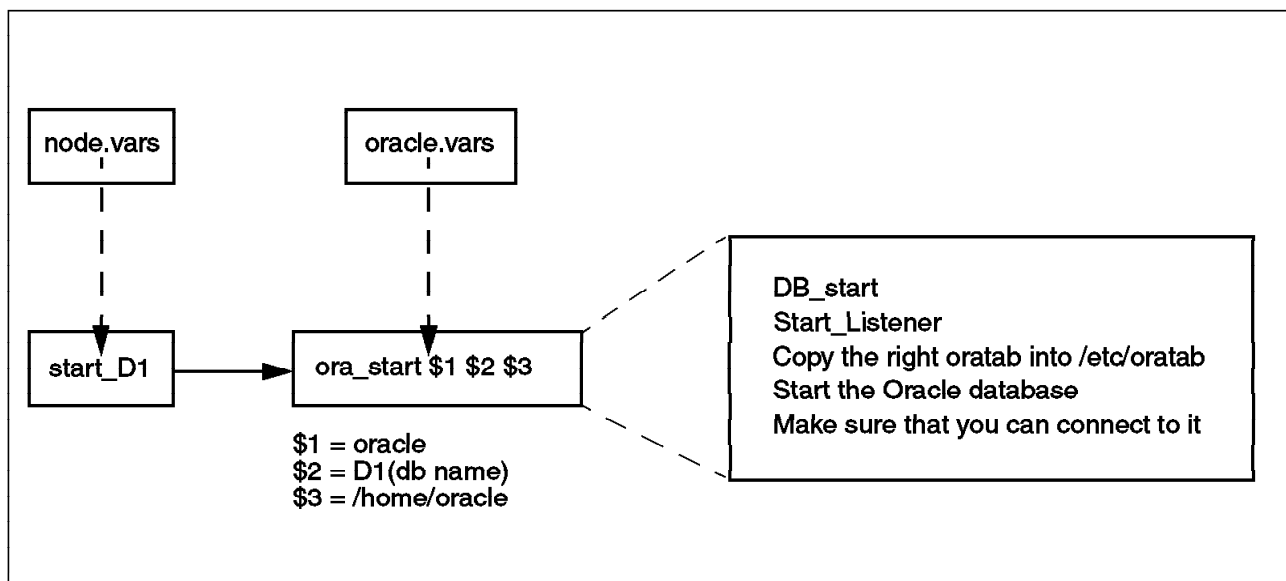 node.vars
oracle.vars
start_D1
ora_start $1 $2 $3
$1 = oracle
$2 = D1(db name)
$3 = /home/oracle
DB_start
Start_Listener
Copy the right oratab into /etc/oratab
Start the Oracle database
Make sure that you can connect to it